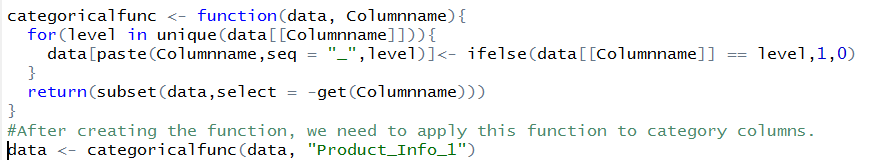 categoricalfunc <- function(data, Columnname){
  for(level in unique(data[[Columnname]])){
    data[paste(Columnname,seq = "_",level)]<- ifelse(data[[Columnname]] == level,1,0)
  }
  return(subset(data,select = -get(Columnname)))
}
#After creating the function, we need to apply this function to category columns.
data <- categoricalfunc(data, "Product_Info_1")